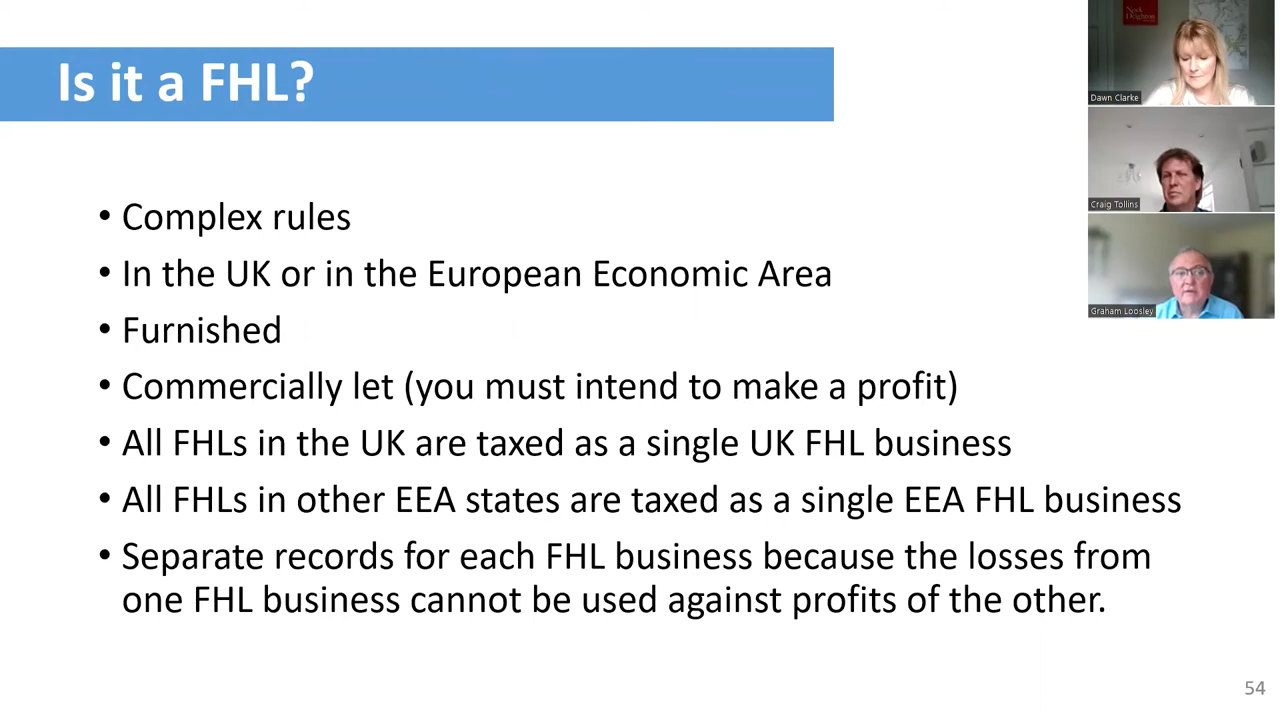 Is it a FHL?
• Complex rules
• In the UK or in the European Economic Area
• Furnished
• Commercially let (you must intend to make a profit)
• All FHLs in the UK are taxed as a single UK FHL business
• All FHLs in other EEA states are taxed as a single EEA FHL business
• Separate records for each FHL business because the losses from
one FHL business cannot be used against profits of the other.
Neck
Deighton
Dawn Clarke
Craig Tollins
Graham Loosley
54